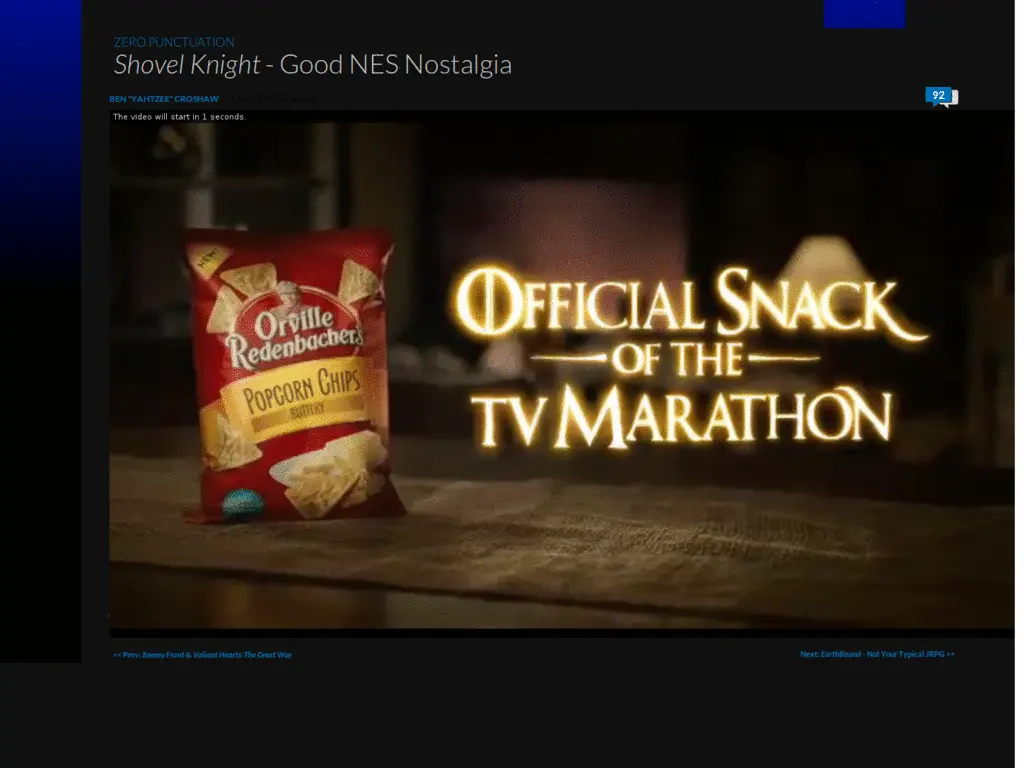 ZERO PUNCTUATION
Shovel Knight - Good NES Nostalgia
BEN "YAHTZEE" CROSHAW
92
The video will start in 1 seconds.
NEW!
Orville
Redenbacher's
POPCORN CHIPS
BUTTERY
OFFICIAL SNACK
OF THE
TV MARATHON
<< Prev: Enemy Front & Valiant Hearts The Great War
Next: EarthBound - Not Your Typical JRPG >>